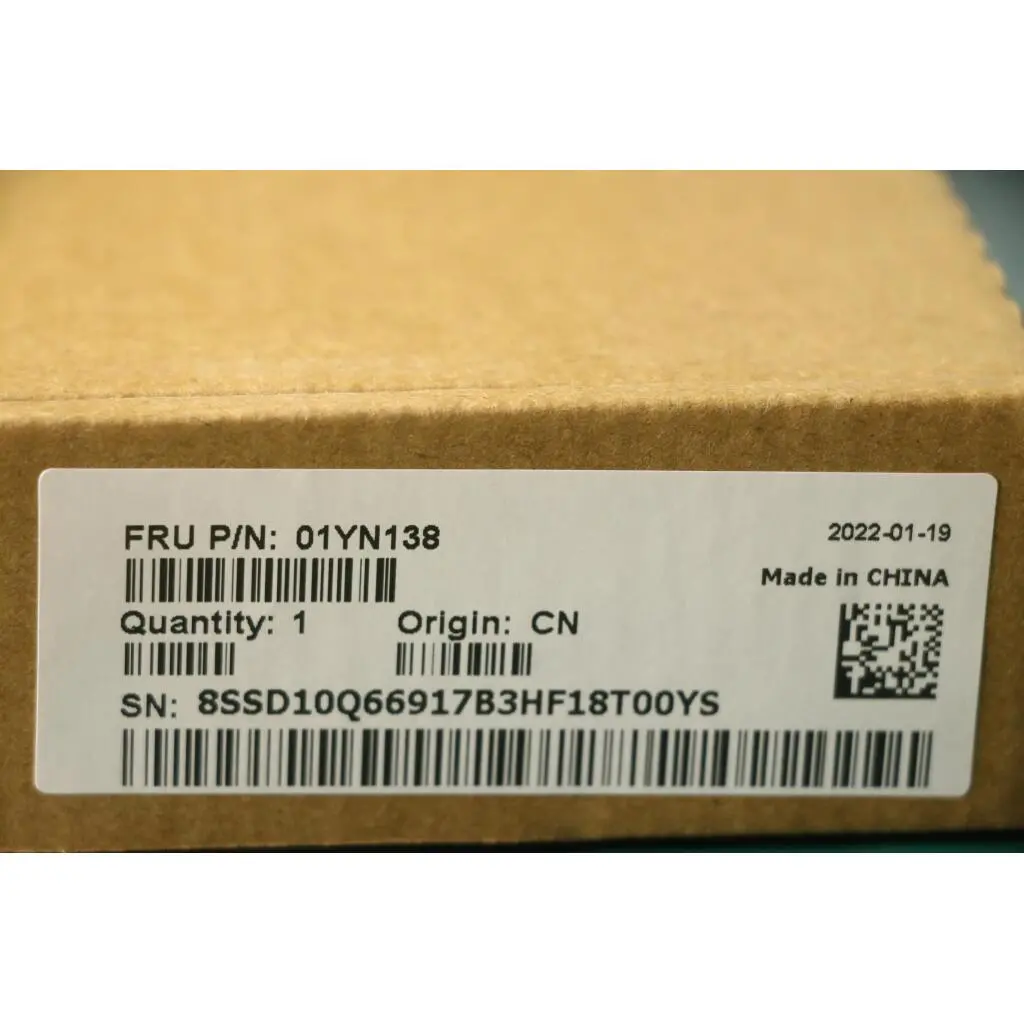 FRU P/N: 01YN138
2022-01-19
Made in CHINA
Quantity: 1
Origin: CN
SN: 8SSD10Q66917B3HF18T00YS